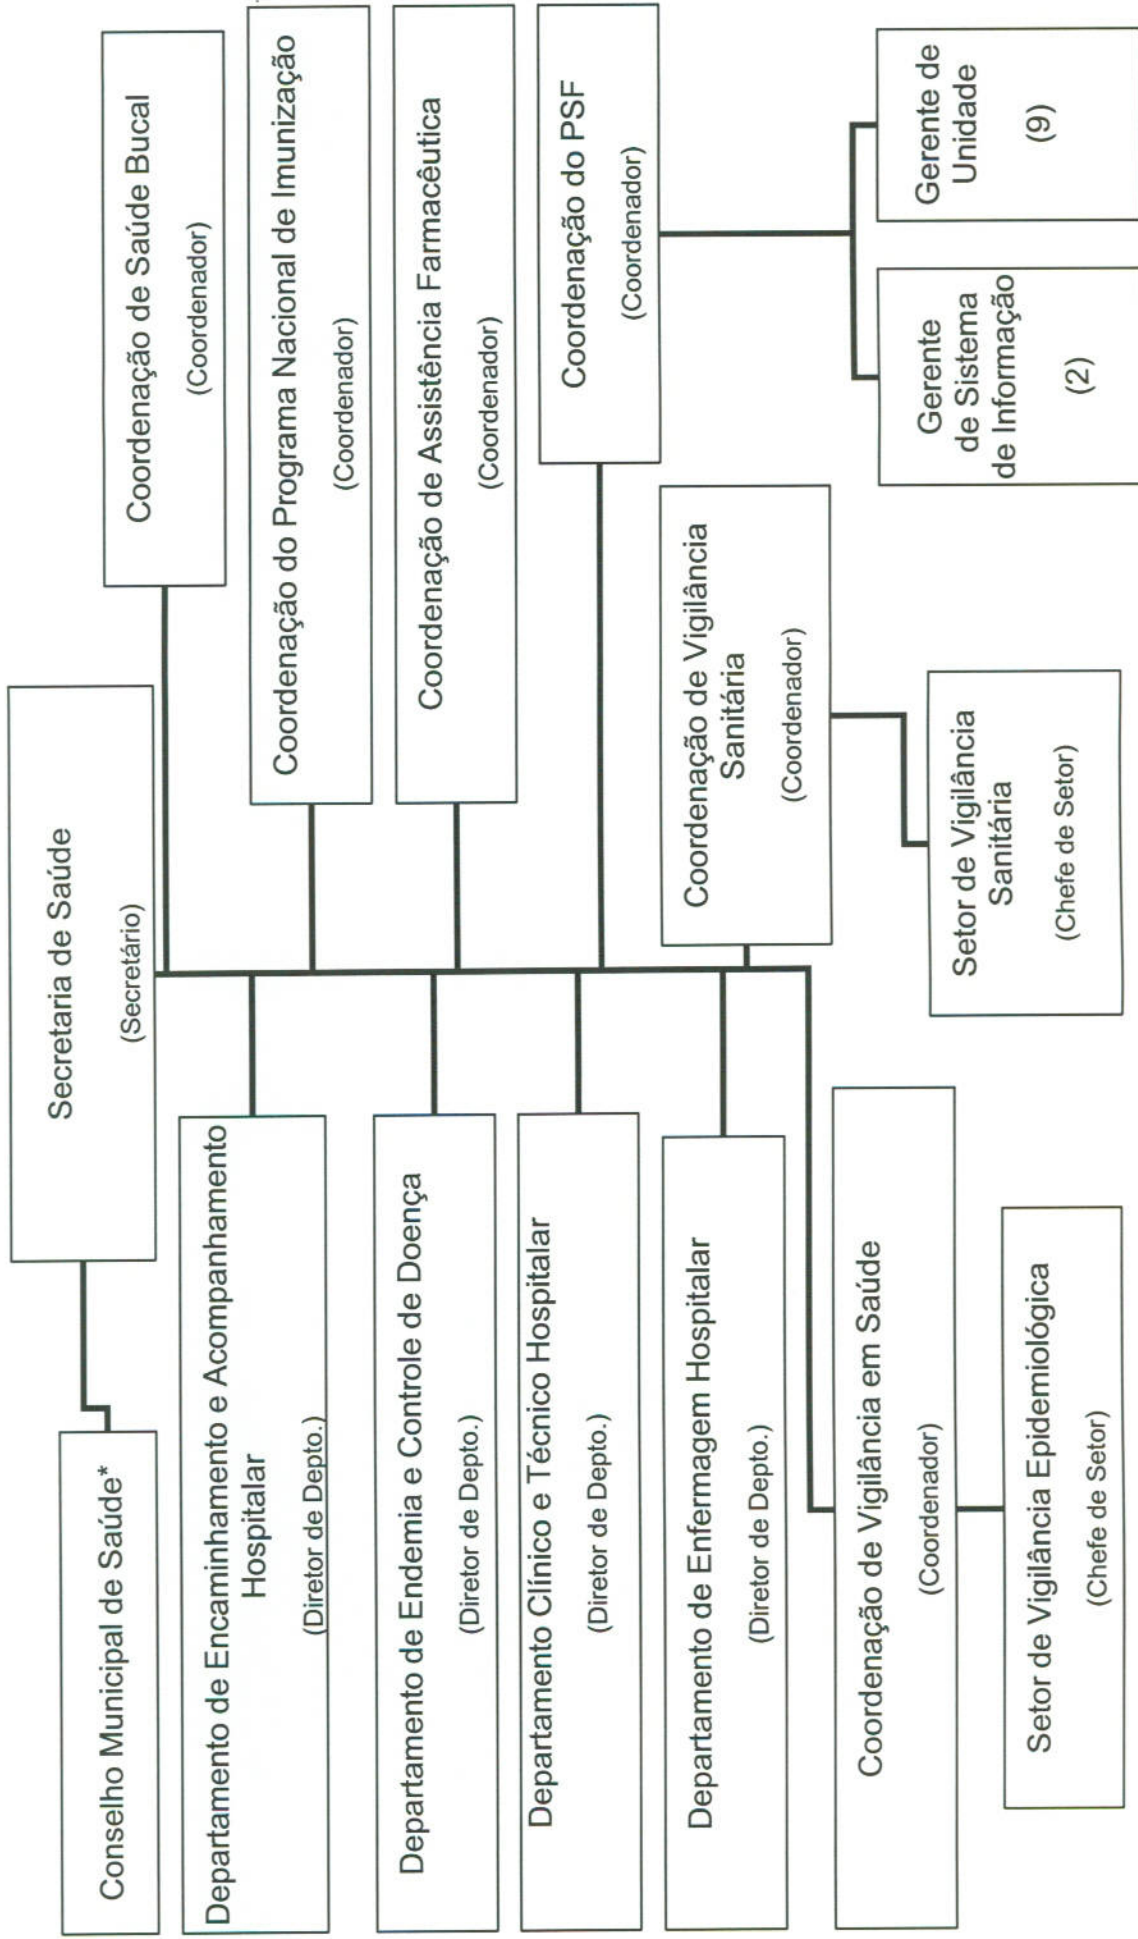 Secretaria de Saúde
(Secretário)
Conselho Municipal de Saúde*
Coordenação de Saúde Bucal
(Coordenador)
Departamento de Encaminhamento e Acompanhamento
Hospitalar
(Diretor de Depto.)
Coordenação do Programa Nacional de Imunização
(Coordenador)
Departamento de Endemia e Controle de Doença
(Diretor de Depto.)
Coordenação de Assistência Farmacêutica
(Coordenador)
Departamento Clínico e Técnico Hospitalar
(Diretor de Depto.)
Coordenação do PSF
(Coordenador)
Departamento de Enfermagem Hospitalar
(Diretor de Depto.)
Coordenação de Vigilância
Sanitária
(Coordenador)
Coordenação de Vigilância em Saúde
(Coordenador)
Setor de Vigilância Epidemiológica
(Chefe de Setor)
Setor de Vigilância
Sanitária
(Chefe de Setor)
Gerente
de Sistema
de Informação
(2)
Gerente de
Unidade
(9)